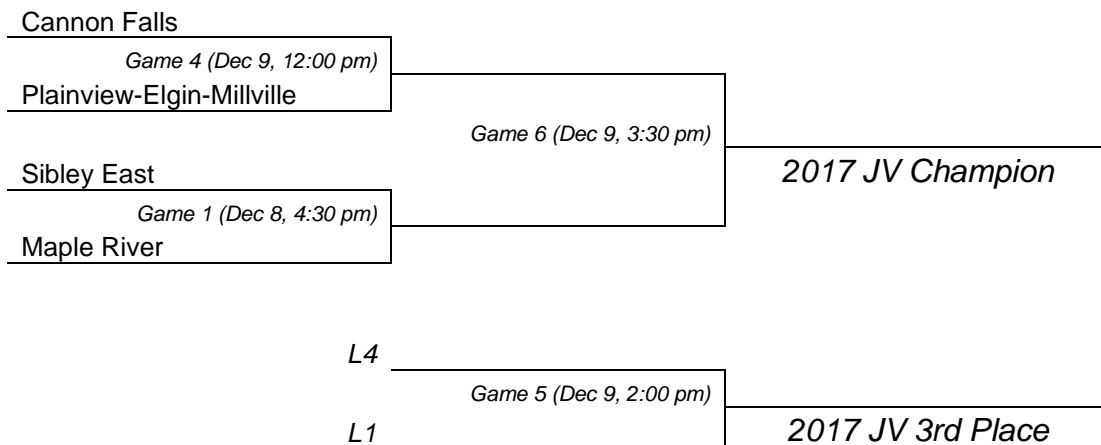 Cannon Falls
Game 4 (Dec 9, 12:00 pm)
Plainview-Elgin-Millville
Game 6 (Dec 9, 3:30 pm)
Sibley East
2017 JV Champion
Game 1 (Dec 8, 4:30 pm)
Maple River
L4
Game 5 (Dec 9, 2:00 pm)
L1
2017 JV 3rd Place